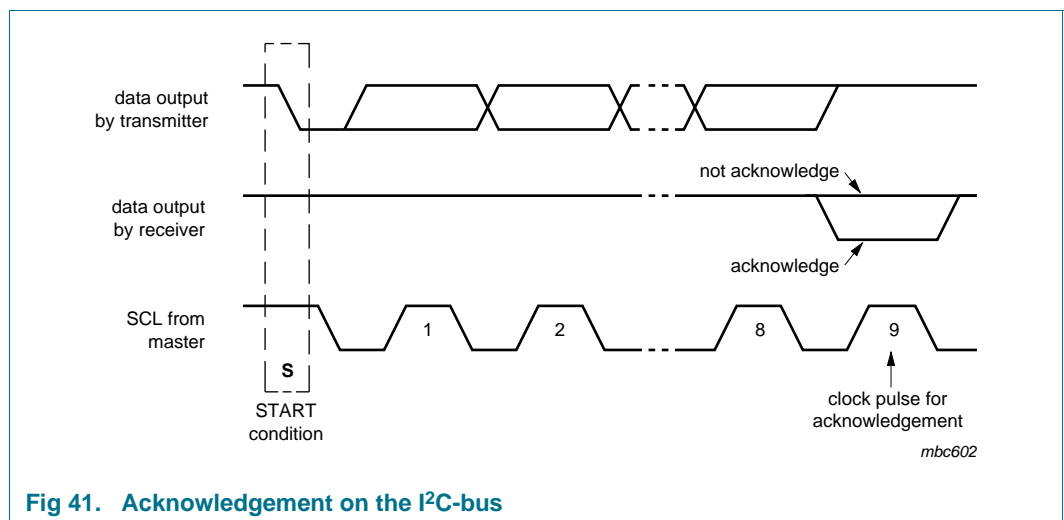 data output
by transmitter
not acknowledge
data output
by receiver
acknowledge
SCL from
master
1
2
8
9
S
START
condition
clock pulse for
acknowledgement
mbc602
Fig 41. Acknowledgement on the I²C-bus